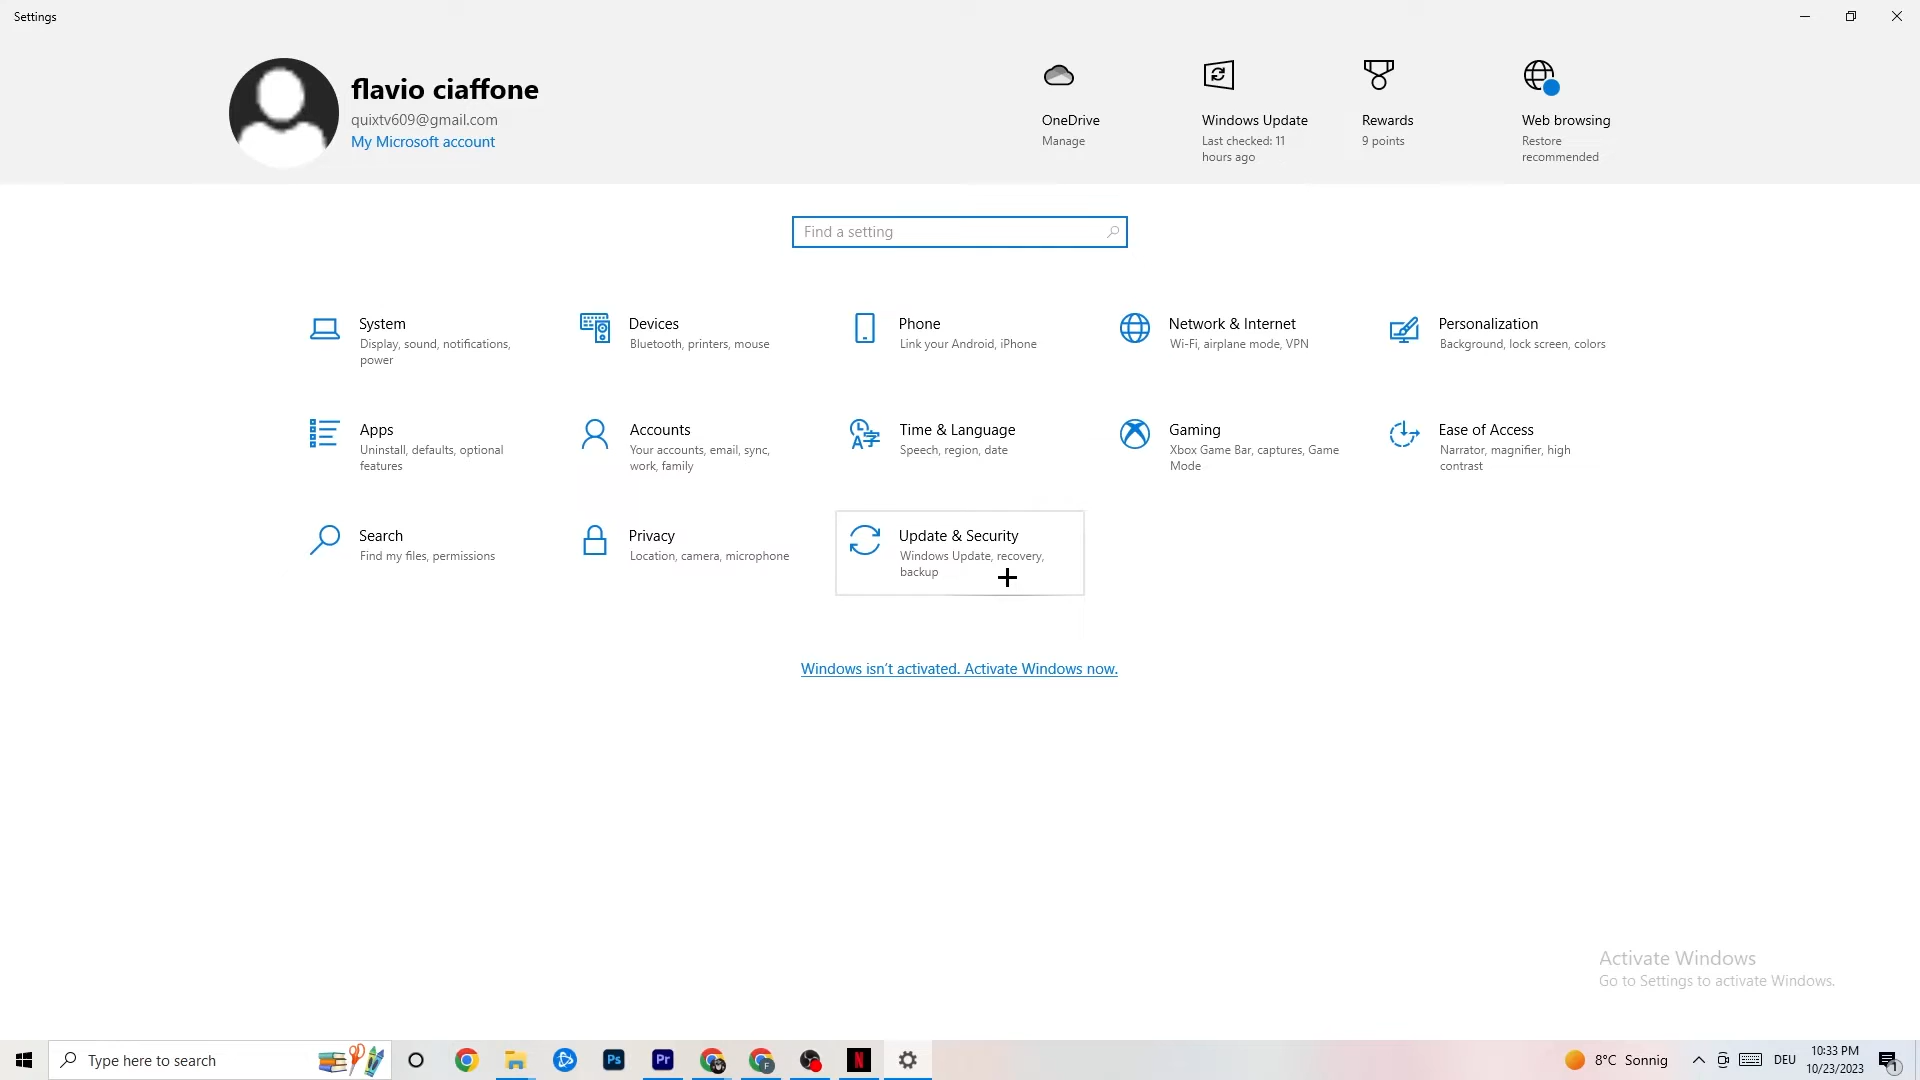 Settings
flavio ciaffone
quixtv609@gmail.com
My Microsoft account
OneDrive
Manage
Windows Update
Last checked: 11
hours ago
Rewards
9 points
Web browsing
Restore
recommended
Find a setting
System
Display, sound, notifications,
power
Devices
Bluetooth, printers, mouse
Phone
Link your Android, iPhone
Network & Internet
Wi-Fi, airplane mode, VPN
Personalization
Background, lock screen, colors
Apps
Uninstall, defaults, optional
features
Accounts
Your accounts, email, sync,
work, family
Time & Language
Speech, region, date
Gaming
Xbox Game Bar, captures, Game
Mode
Ease of Access
Narrator, magnifier, high
contrast
Search
Find my files, permissions
Privacy
Location, camera, microphone
Update & Security
Windows Update, recovery,
backup
Windows isn't activated. Activate Windows now.
Activate Windows
Go to Settings to activate Windows.
Type here to search
Ps
Pr
F
N
8°C Sonnig
DEU
10:33 PM
10/23/2023
1